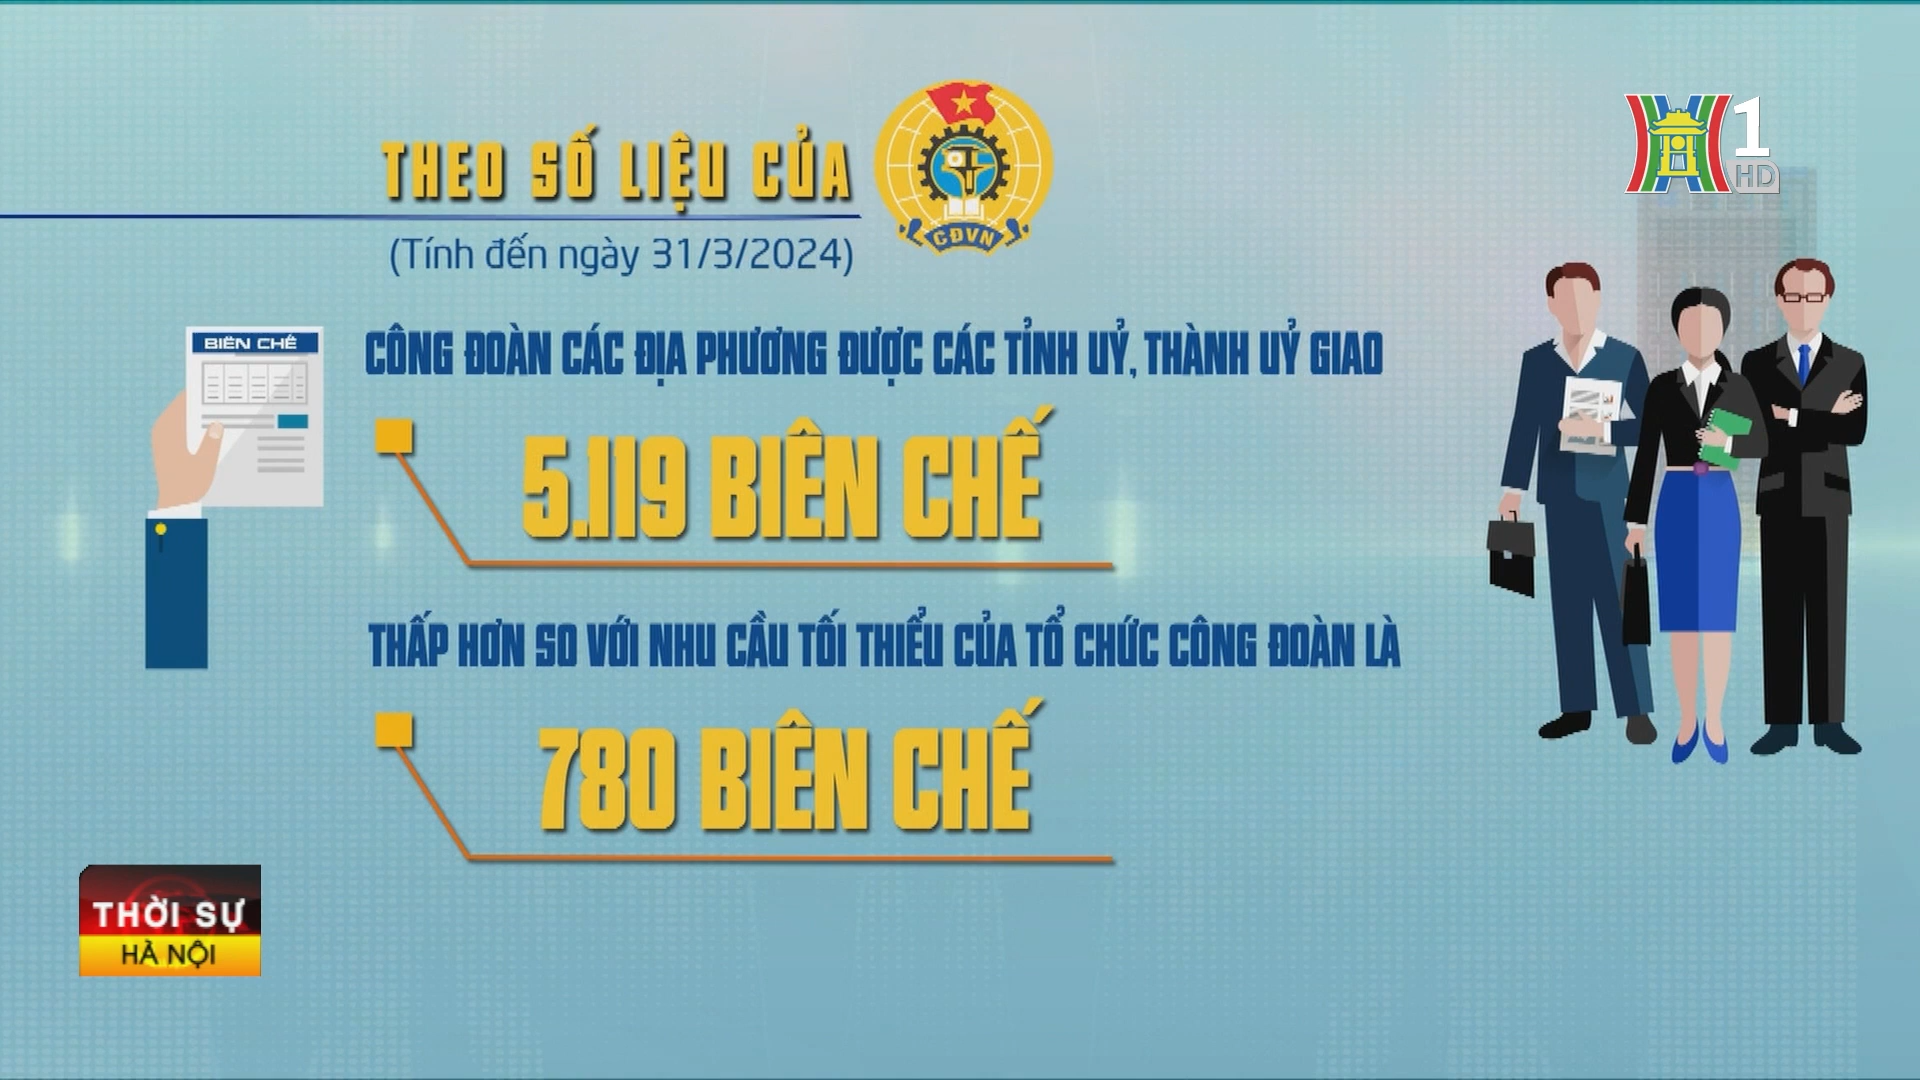 THEO SỐ LIỆU CỦA
CĐVN
(Tính đến ngày 31/3/2024)
1
HD
BIÊN CHẾ
CÔNG ĐOÀN CÁC ĐỊA PHƯƠNG ĐƯỢC CÁC TỈNH UỶ, THÀNH UỶ GIAO
5.119 BIÊN CHẾ
THẤP HƠN SO VỚI NHU CẦU TỐI THIỂU CỦA TỔ CHỨC CÔNG ĐOÀN LÀ
780 BIÊN CHẾ
THỜI SỰ
HÀ NỘI